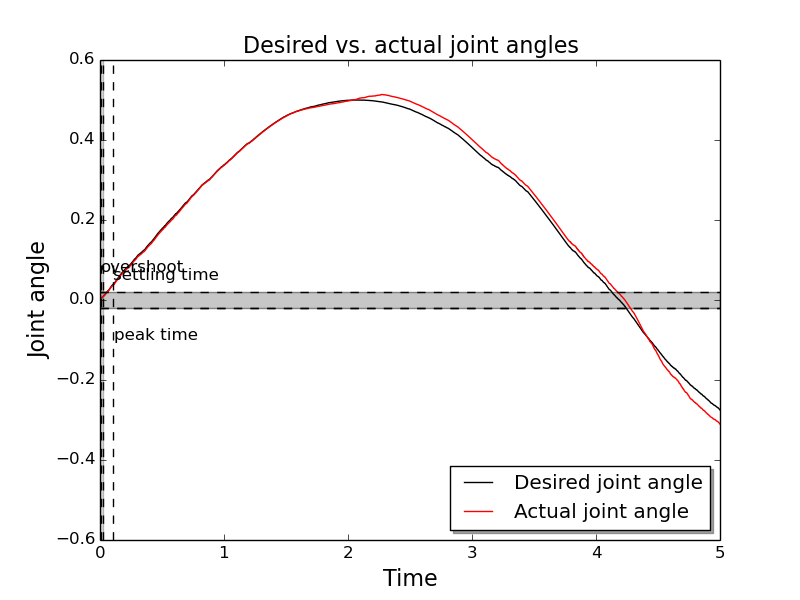 Desired vs. actual joint angles
0.6
0.4
0.2
0.0
−0.2
−0.4
−0.6
Joint angle
overshoot
settling time
peak time
Desired joint angle
Actual joint angle
0 1 2 3 4 5
Time